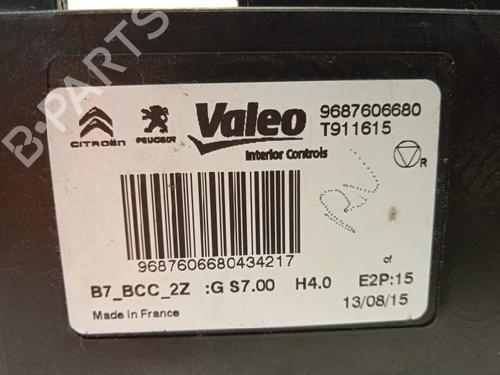 B-PARTS
CITROËN
PEUGEOT
Valeo
Interior Controls
9687606680
T911615
R
9687606680434217
cf
B7_BCC_2Z :G S7.00 H4.0 E2P:15
Made in France
13/08/15